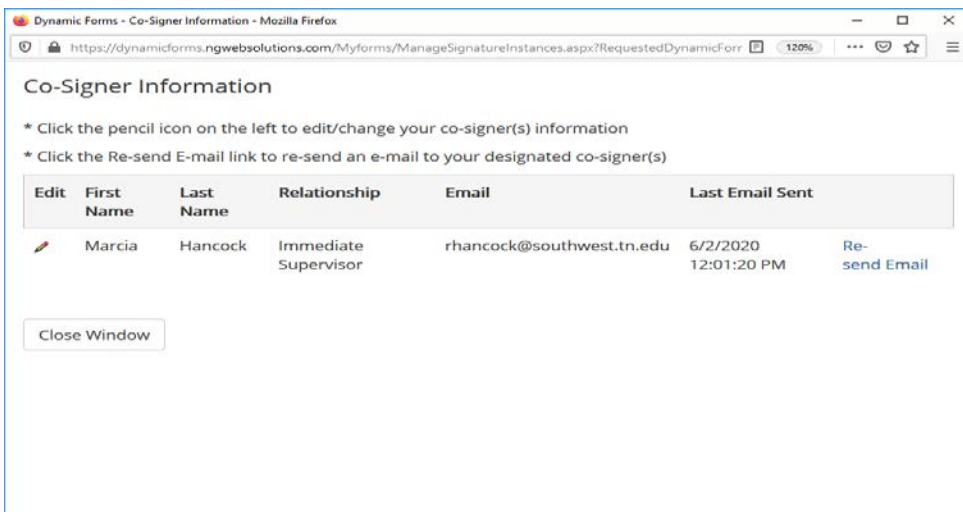 Dynamic Forms - Co-Signer Information - Mozilla Firefox
https://dynamicforms.ngwebsolutions.com/Myforms/ManageSignatureInstances.aspx?RequestedDynamicForr 120%
Co-Signer Information
* Click the pencil icon on the left to edit/change your co-signer(s) information
* Click the Re-send E-mail link to re-send an e-mail to your designated co-signer(s)
Edit First Last Relationship Email Last Email Sent
Name Name
Marcia Hancock Immediate rhancock@southwest.tn.edu 6/2/2020 Re-
Supervisor 12:01:20 PM send Email
Close Window